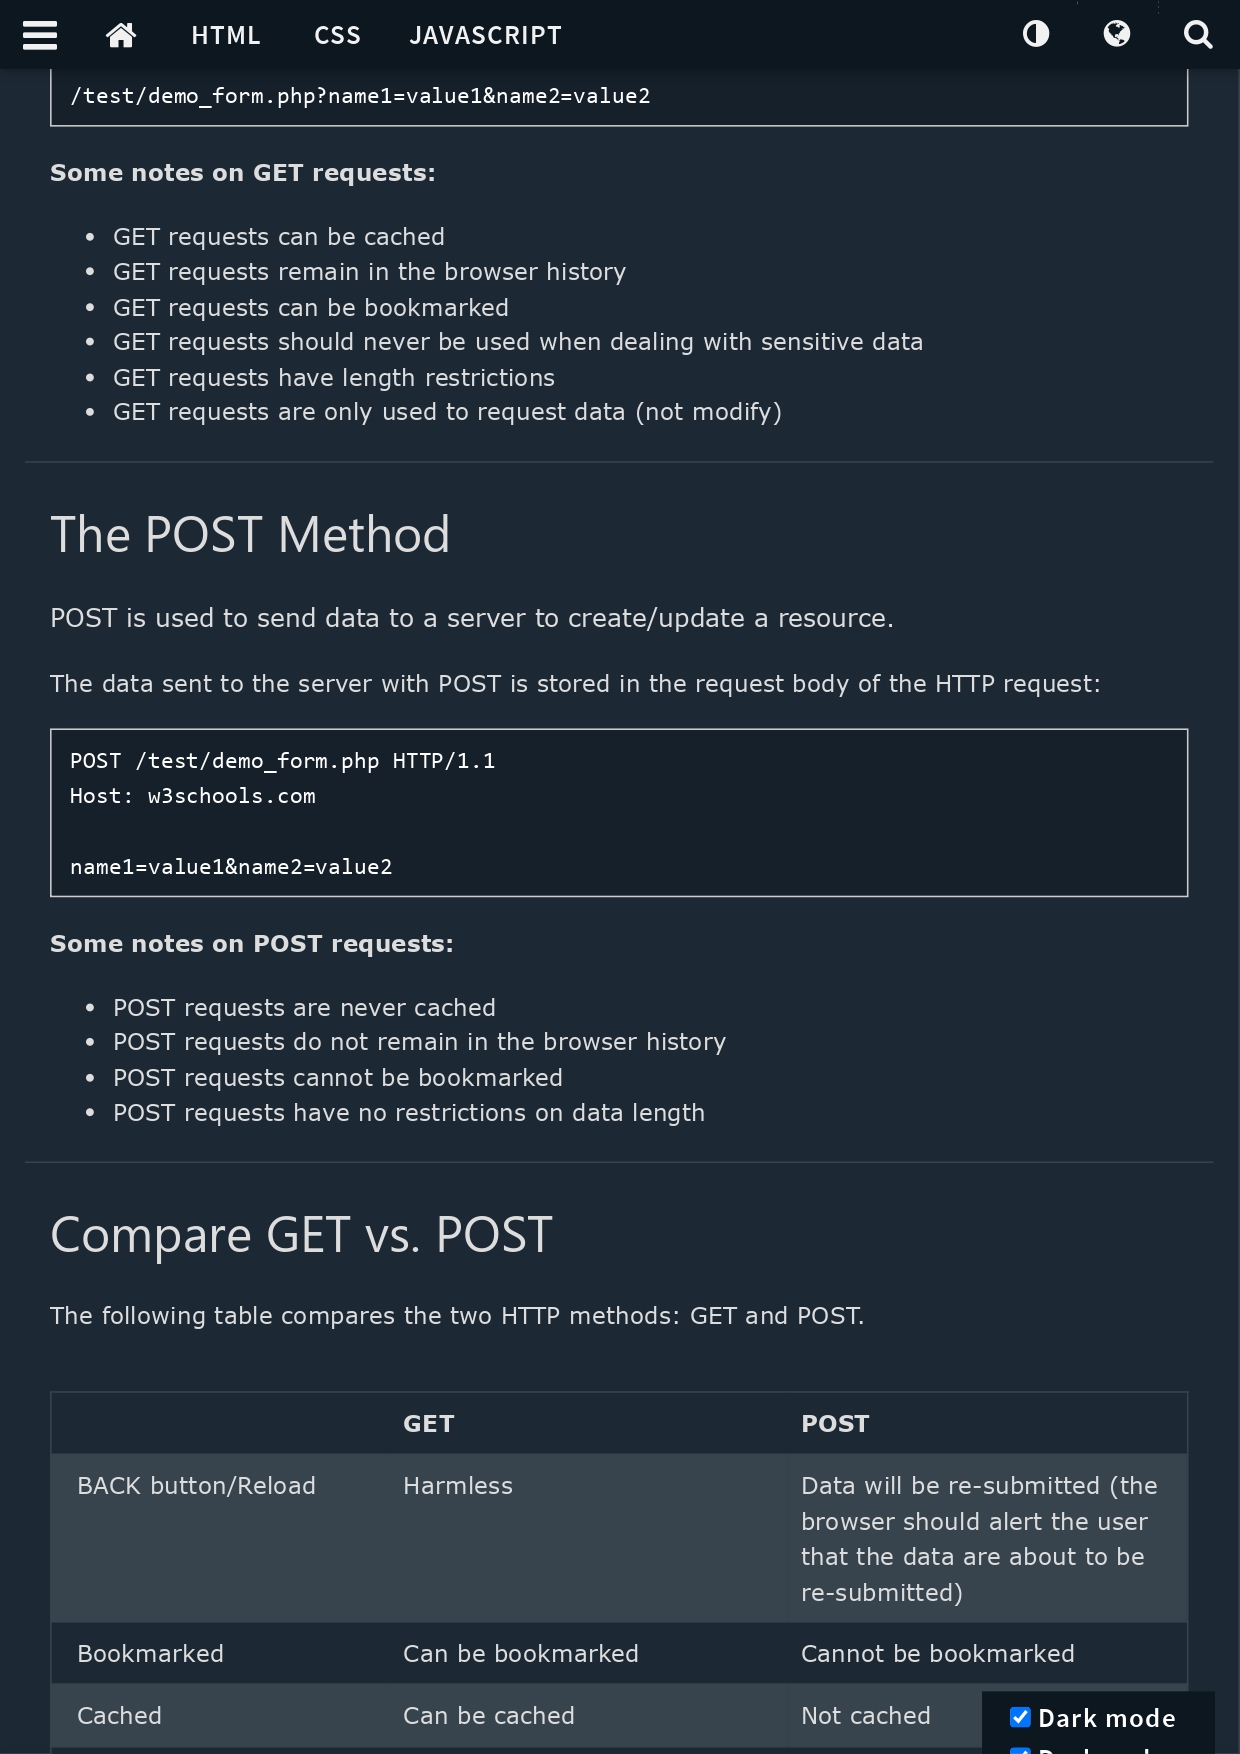 HTML CSS JAVASCRIPT
/test/demo_form.php?name1=value1&name2=value2
Some notes on GET requests:
• GET requests can be cached
• GET requests remain in the browser history
• GET requests can be bookmarked
• GET requests should never be used when dealing with sensitive data
• GET requests have length restrictions
• GET requests are only used to request data (not modify)
The POST Method
POST is used to send data to a server to create/update a resource.
The data sent to the server with POST is stored in the request body of the HTTP request:
POST /test/demo_form.php HTTP/1.1
Host: w3schools.com
name1=value1&name2=value2
Some notes on POST requests:
• POST requests are never cached
• POST requests do not remain in the browser history
• POST requests cannot be bookmarked
• POST requests have no restrictions on data length
Compare GET vs. POST
The following table compares the two HTTP methods: GET and POST.
GET POST
BACK button/Reload Harmless Data will be re-submitted (the
browser should alert the user
that the data are about to be
re-submitted)
Bookmarked Can be bookmarked Cannot be bookmarked
Cached Can be cached Not cached
Dark mode